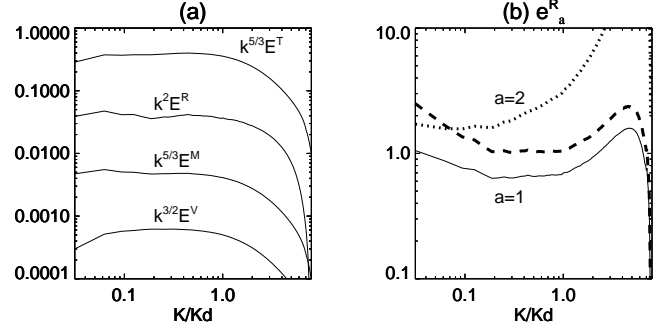 (a)
(b) e^R_a
1.0000
0.1000
0.0100
0.0010
0.0001
k^5/3E^T
k^2E^R
k^5/3E^M
k^3/2E^V
0.1
1.0
K/Kd
10.0
1.0
0.1
a=2
a=1
0.1
1.0
K/Kd